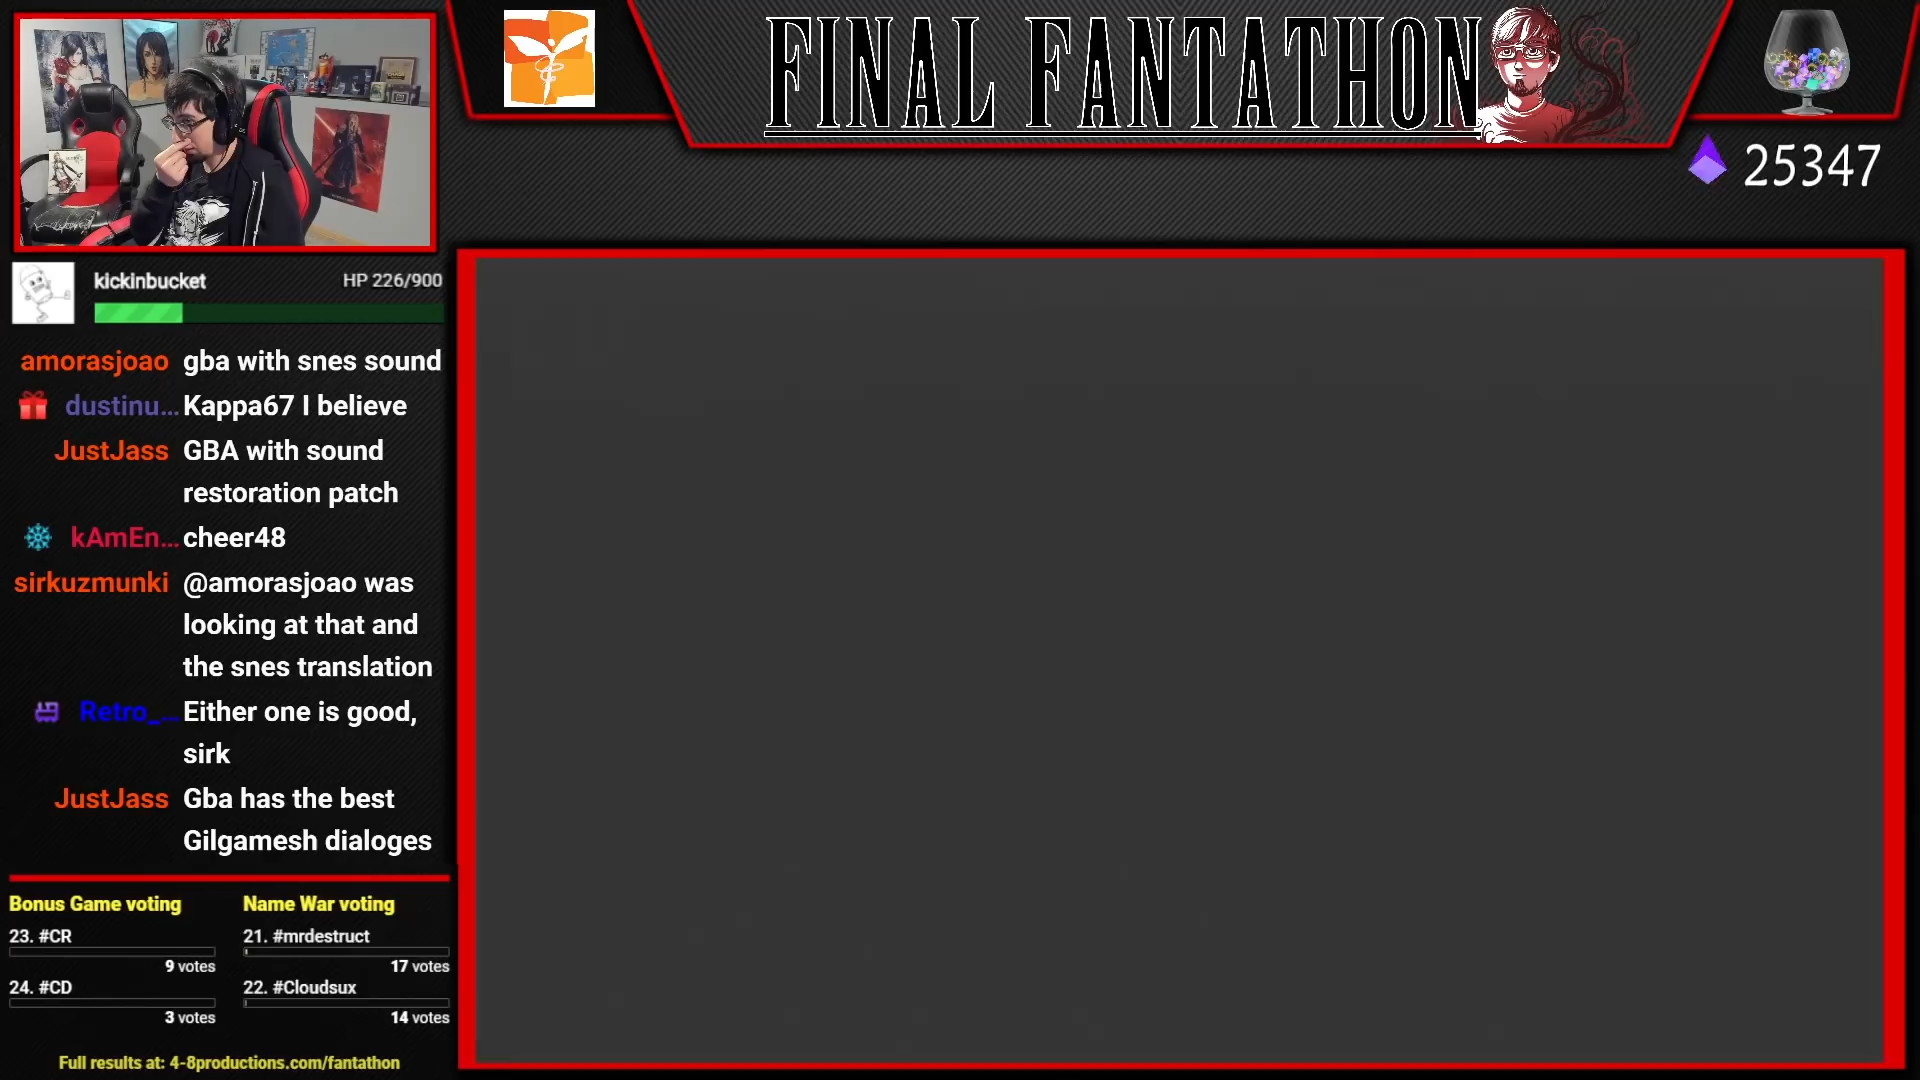 FINAL FANTATHON
25347
kickinbucket HP 226/900
amorasjoao gba with snes sound
dustinu... Kappa67 I believe
JustJass GBA with sound
restoration patch
kAmEn... cheer48
sirkuzmunki @amorasjoao was
looking at that and
the snes translation
Retro_... Either one is good,
sirk
JustJass Gba has the best
Gilgamesh dialoges
Bonus Game voting
23. #CR
9 votes
24. #CD
3 votes
Name War voting
21. #mrdestruct
17 votes
22. #Cloudsux
14 votes
Full results at: 4-8productions.com/fantathon